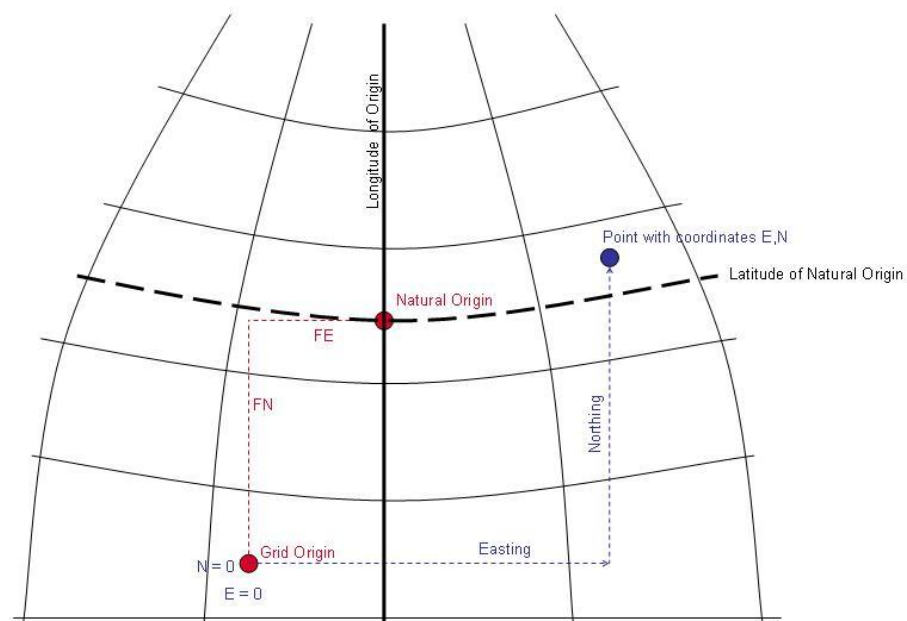 Longitude of Origin
Point with coordinates E,N
Latitude of Natural Origin
Natural Origin
FE
FN
Northing
Grid Origin
Easting
N = 0
E = 0